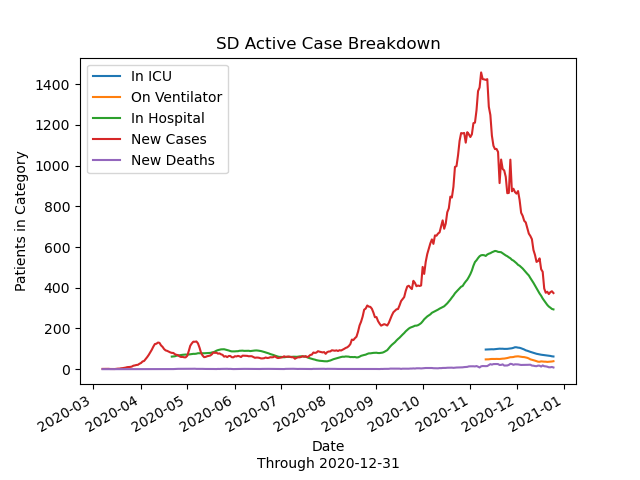 SD Active Case Breakdown
In ICU
On Ventilator
In Hospital
New Cases
New Deaths
Patients in Category
1400
1200
1000
800
600
400
200
0
2020-03
2020-04
2020-05
2020-06
2020-07
2020-08
2020-09
2020-10
2020-11
2020-12
2021-01
Date
Through 2020-12-31